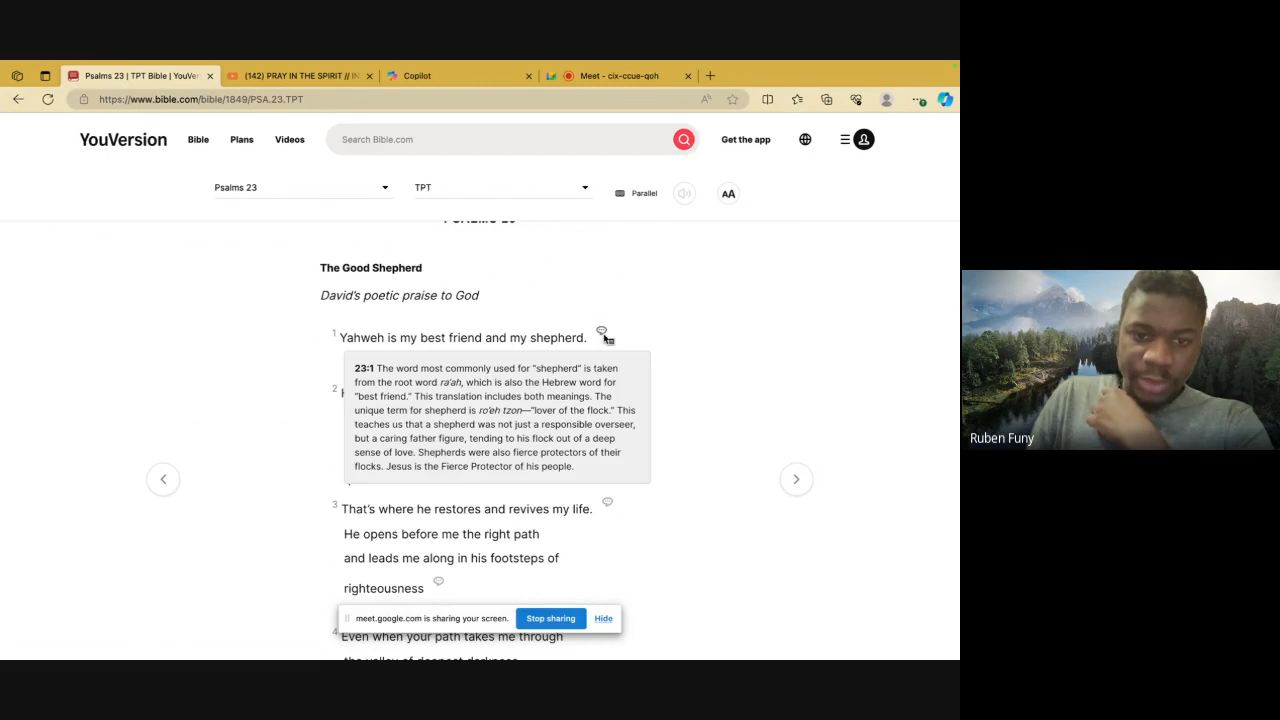 Psalms 23 | TPT Bible | YouVer
(142) PRAY IN THE SPIRIT // IN
Copilot
Meet - cix-ccue-qoh
https://www.bible.com/bible/1849/PSA.23.TPT
YouVersion
Bible
Plans
Videos
Search Bible.com
Get the app
Psalms 23
TPT
Parallel
AA
The Good Shepherd
David's poetic praise to God
1 Yahweh is my best friend and my shepherd.
23:1 The word most commonly used for "shepherd" is taken
from the root word ra'ah, which is also the Hebrew word for
"best friend." This translation includes both meanings. The
unique term for shepherd is ro'eh tzon—"lover of the flock." This
teaches us that a shepherd was not just a responsible overseer,
but a caring father figure, tending to his flock out of a deep
sense of love. Shepherds were also fierce protectors of their
flocks. Jesus is the Fierce Protector of his people.
2
3 That's where he restores and revives my life.
He opens before me the right path
and leads me along in his footsteps of
righteousness
meet.google.com is sharing your screen.
Stop sharing
Hide
4 Even when your path takes me through
the valley of deepest darkness
Ruben Funy